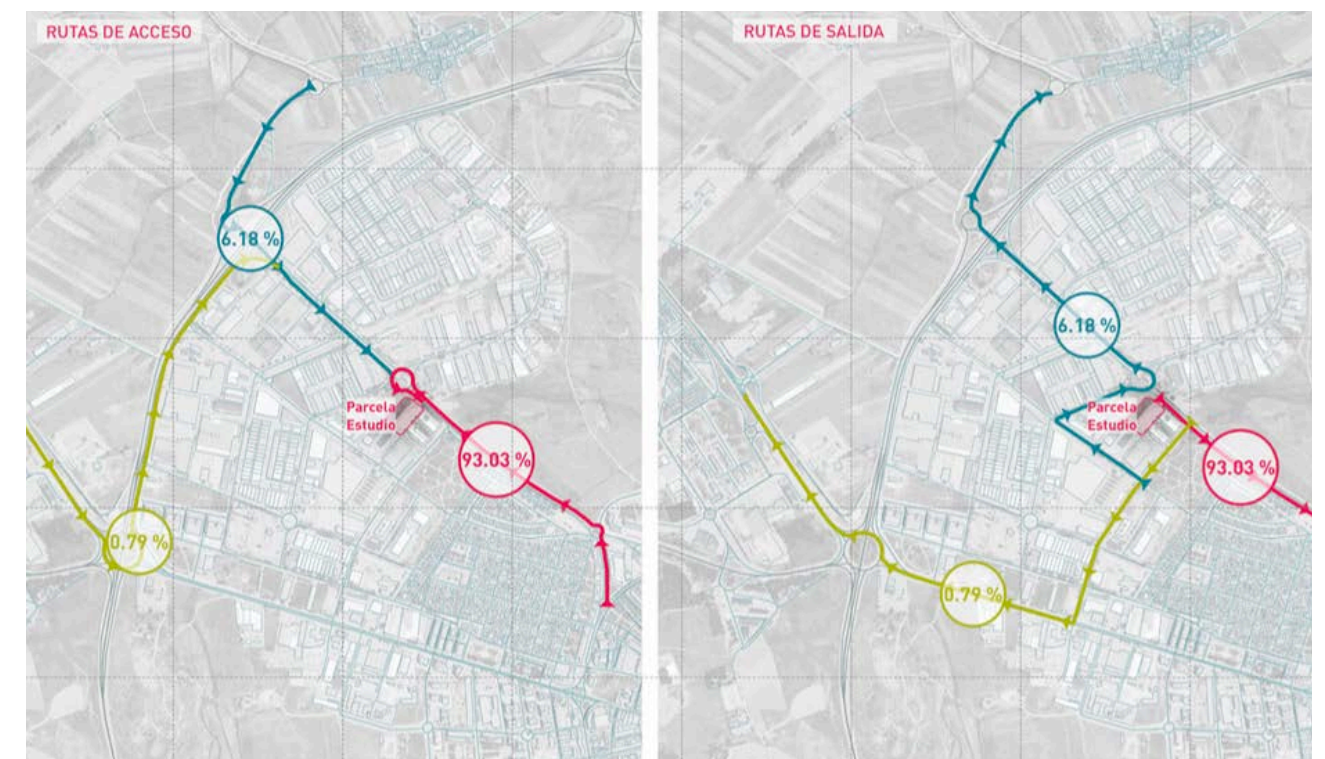 RUTAS DE ACCESO
6.18 %
Parcela
Estudio
93.03 %
0.79 %
RUTAS DE SALIDA
6.18 %
Parcela
Estudio
93.03 %
0.79 %